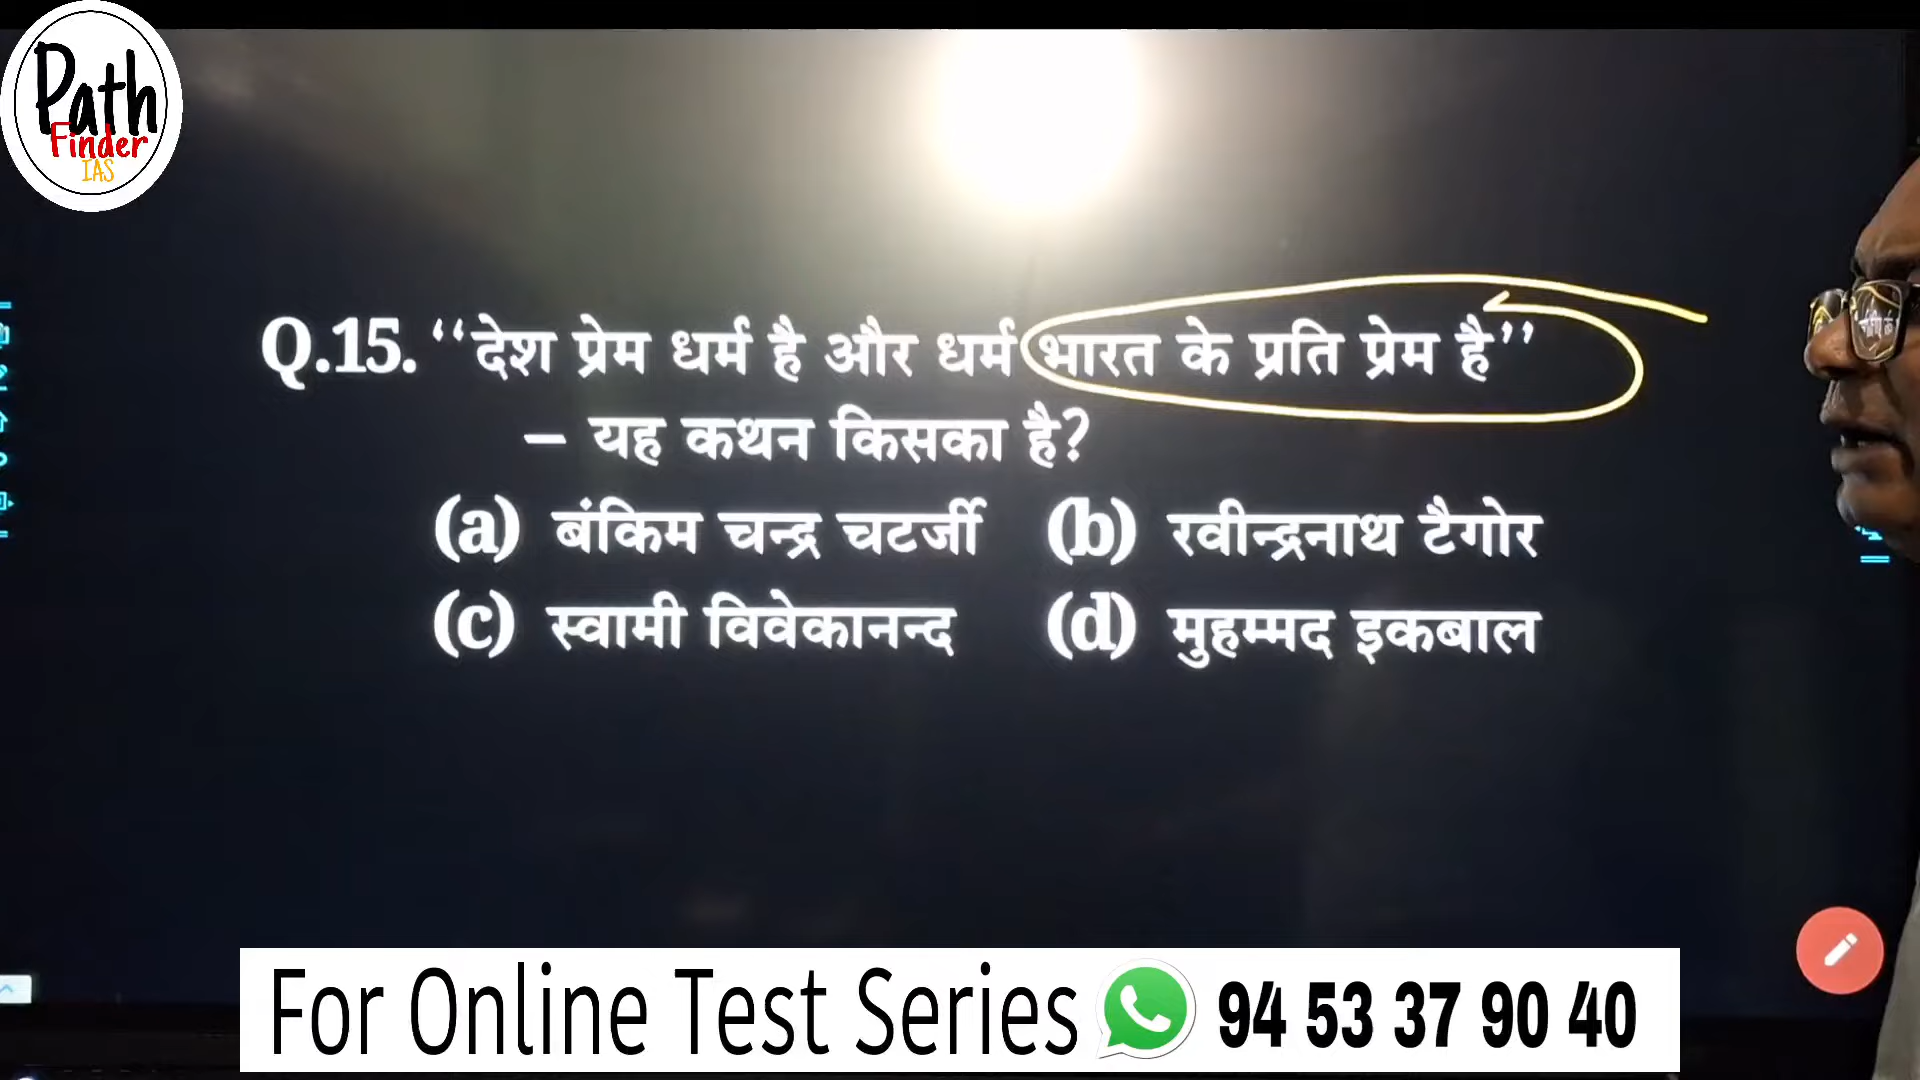 Path
Finder
IAS
Q.15. “देश प्रेम धर्म है और धर्म भारत के प्रति प्रेम है”
– यह कथन किसका है?
(a) बंकिम चन्द्र चटर्जी (b) रवीन्द्रनाथ टैगोर
(c) स्वामी विवेकानन्द (d) मुहम्मद इकबाल
For Online Test Series 94 53 37 90 40